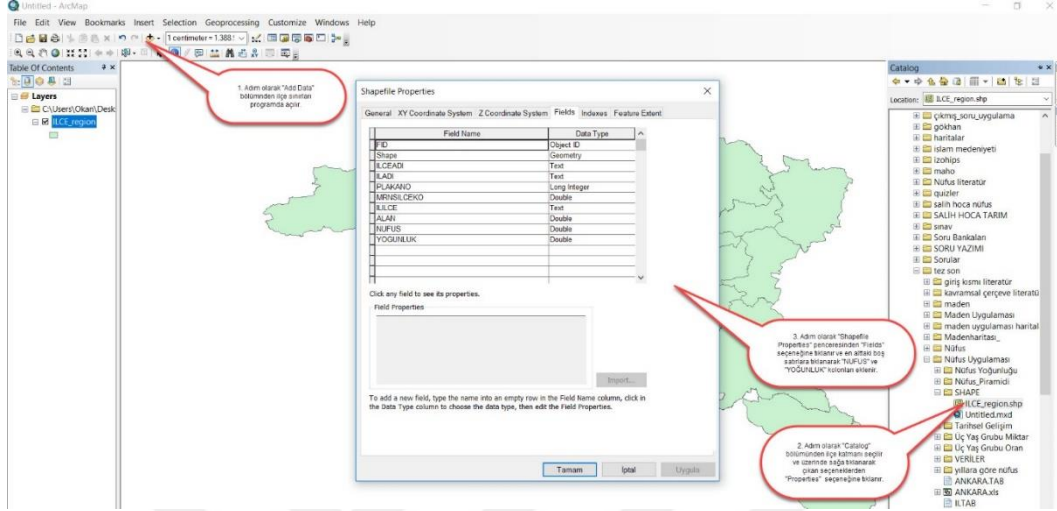 Untitled - ArcMap
File Edit View Bookmarks Insert Selection Geoprocessing Customize Windows Help
Table Of Contents
Layers
C:\Users\Okan\Desk
ILCE_region
1. Adım olarak "Add Data"
bölümünden ilçe sınırları
programda açılır.
Shapefile Properties
General XY Coordinate System Z Coordinate System Fields Indexes Feature Extent
Field Name Data Type
FID Object ID
Shape Geometry
ILCEADI Text
ILADI Text
PLAKANO Long Integer
MRNSILCEKO Double
ILILCE Text
ALAN Double
NUFUS Double
YOGUNLUK Double
Click any field to see its properties.
Field Properties
Import...
To add a new field, type the name into an empty row in the Field Name column, click in
the Data Type column to choose the data type, then edit the Field Properties.
Tamam İptal Uygula
3. Adım olarak "Shapefile
Properties" penceresinden "Fields"
seçeneğine tıklanır ve en alttaki boş
satırlara tıklanarak "NUFUS" ve
"YOĞUNLUK" kolonları eklenir.
2. Adım olarak "Catalog"
bölümünden ilçe katmanı seçilir
ve üzerinde sağa tıklanarak
çıkan seçeneklerden
"Properties" seçeneğine tıklanır.
Catalog
Location: ILCE_region.shp
çıkmış_soru_uygulama
gökhan
haritalar
islam medeniyeti
izohips
maho
Nüfus literatür
quizler
salih hoca nüfus
SALİH HOCA TARIM
sınav
Soru Bankaları
SORU YAZIMI
Sorular
tez son
giriş kısmı literatür
kavramsal çerçeve literatü
maden
Maden Uygulaması
maden uygulaması harital
Madenharitası_
Nüfus
Nüfus Uygulaması
Nüfus Yoğunluğu
Nüfus_Piramidi
SHAPE
ILCE_region.shp
Untitled.mxd
Tarihsel Gelişim
Üç Yaş Grubu Miktar
Üç Yaş Grubu Oran
VERİLER
yıllara göre nüfus
ANKARA.TAB
ANKARA.xls
IL.TAB